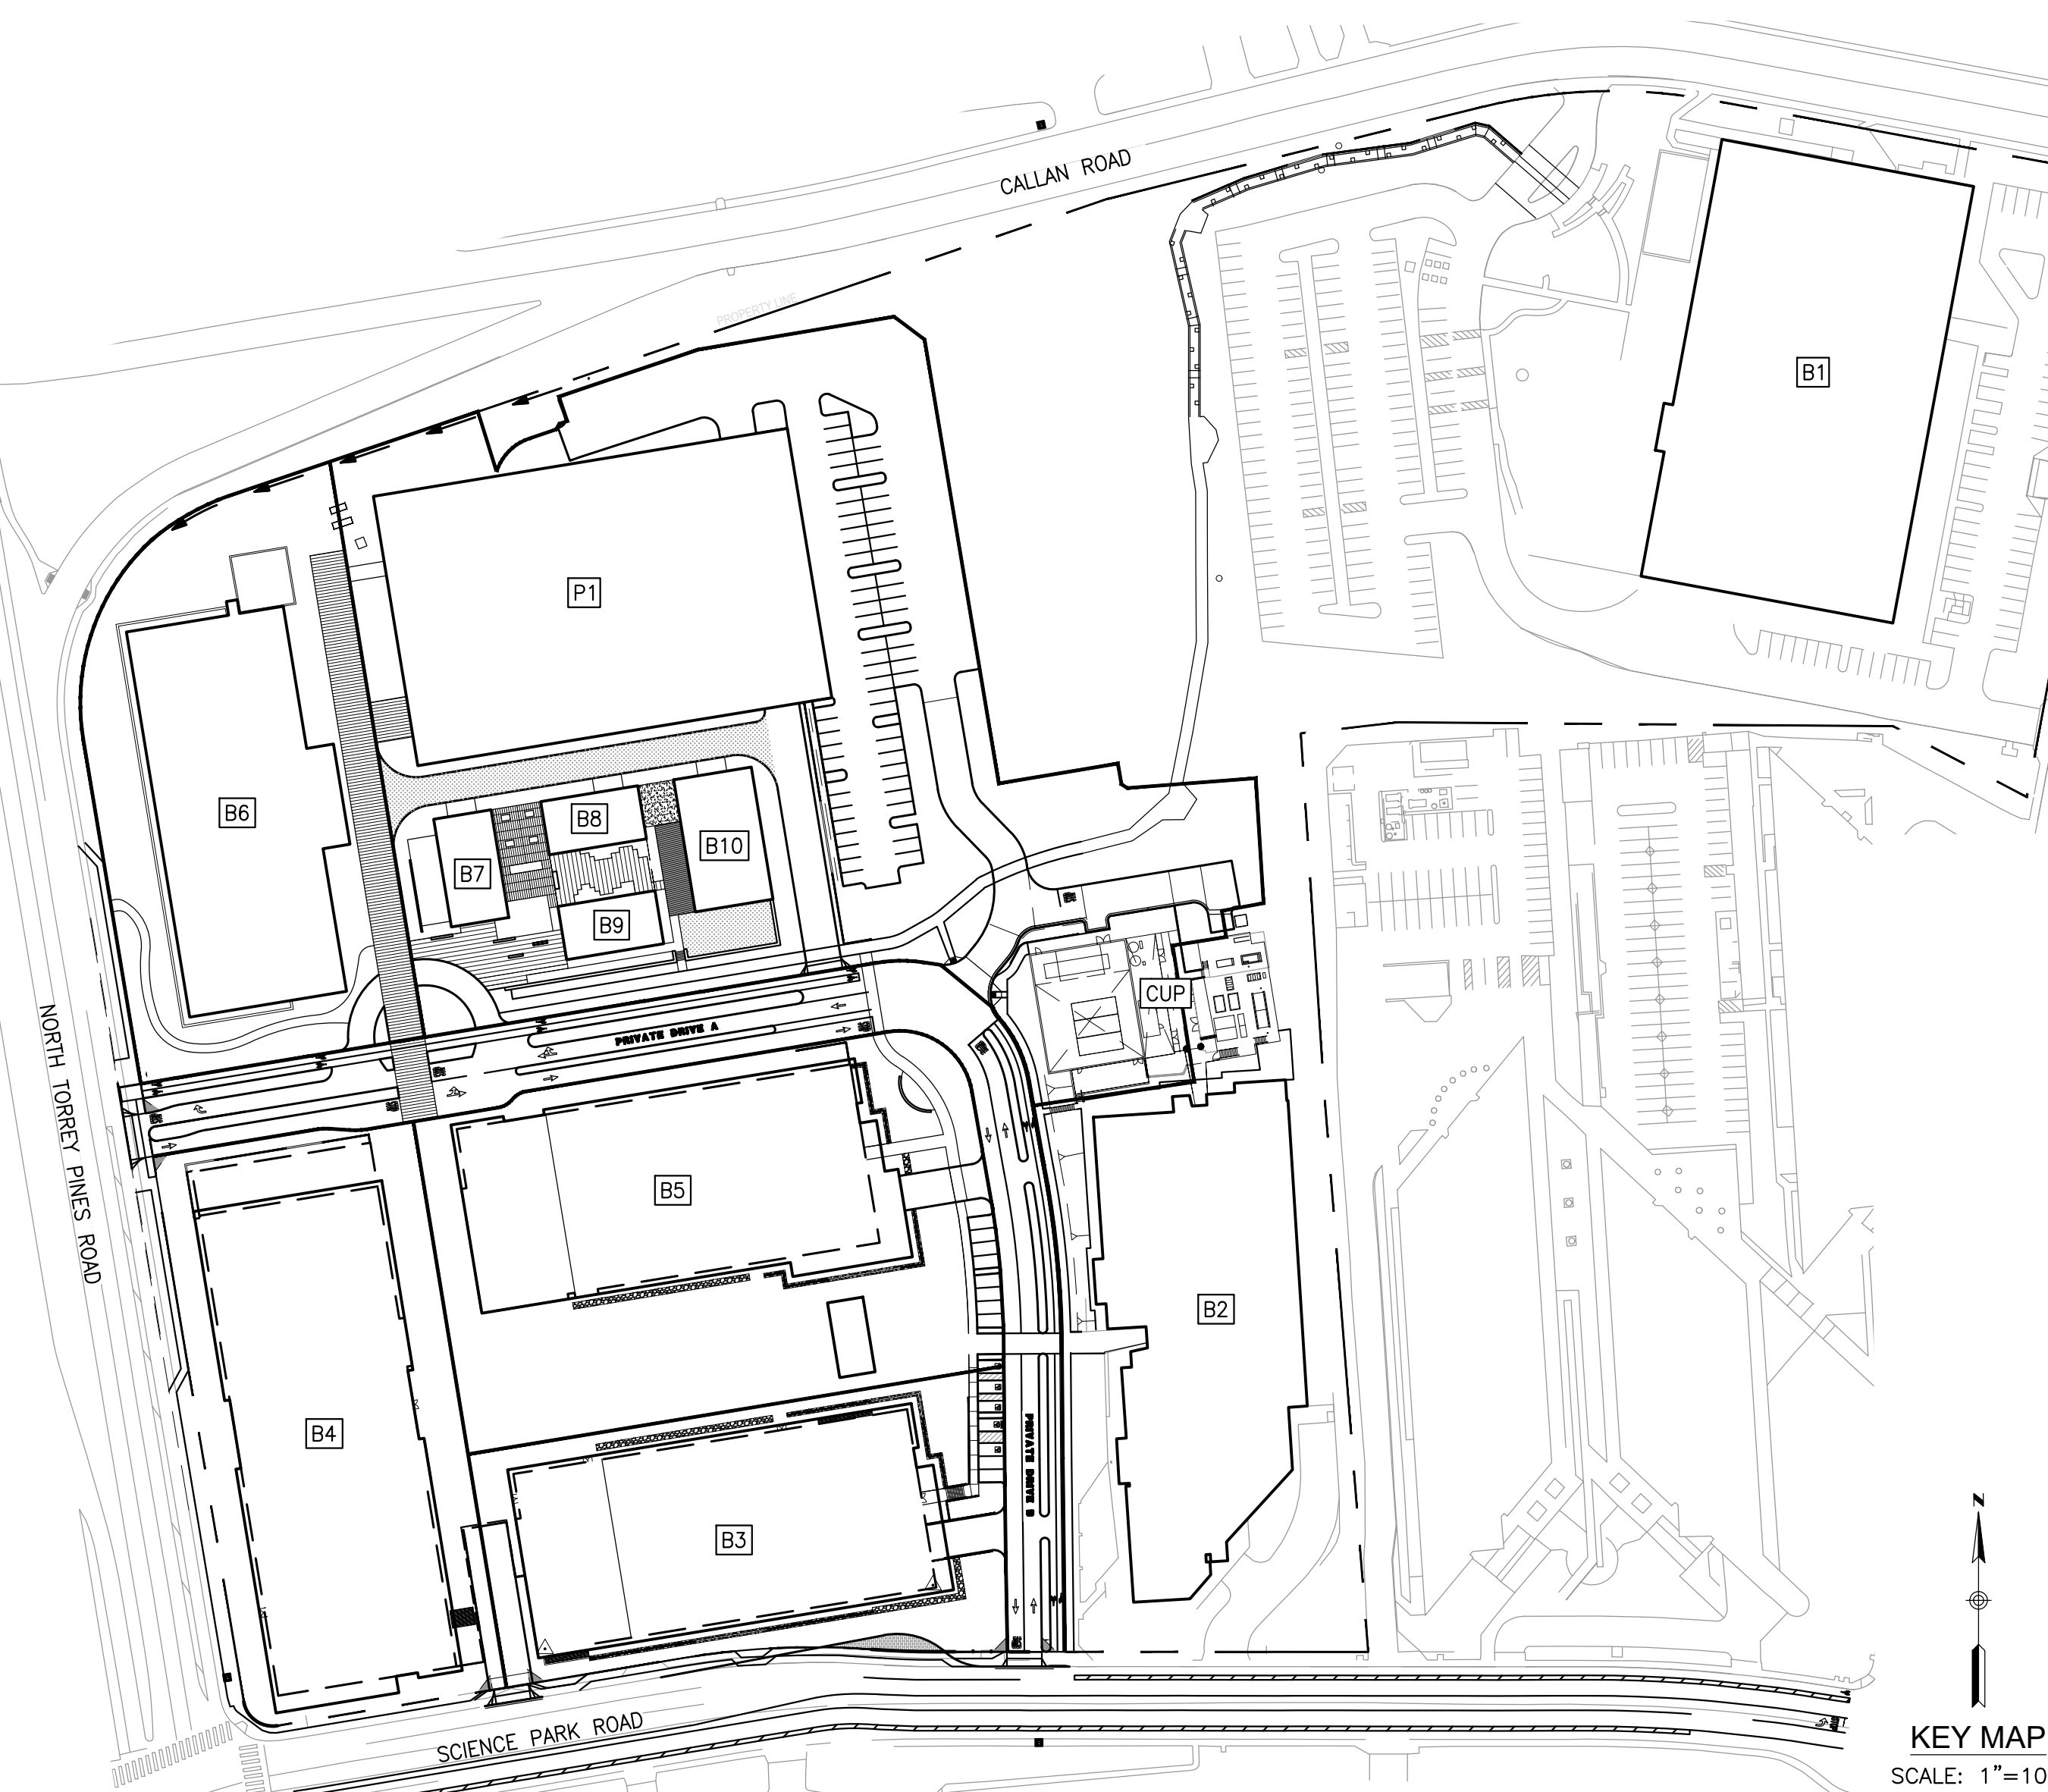 CALLAN ROAD
PROPERTY LINE
B1
P1
B6
B8
B10
B7
B9
CUP
PRIVATE DRIVE A
NORTH TORREY PINES ROAD
B5
B2
B4
PRIVATE DRIVE B
B3
N
SCIENCE PARK ROAD
KEY MAP
SCALE: 1"=10